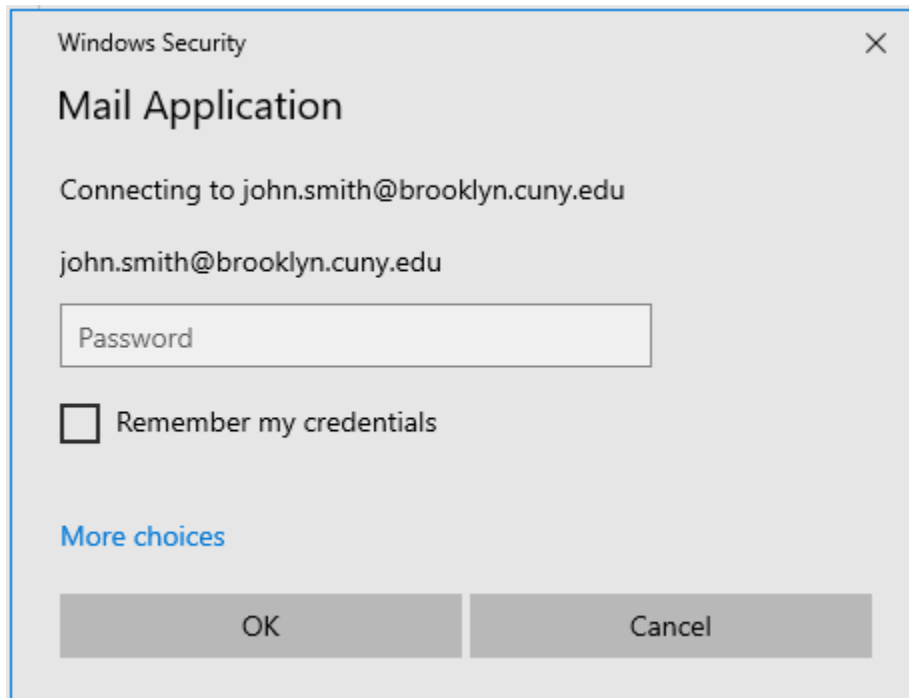 Windows Security
Mail Application
Connecting to john.smith@brooklyn.cuny.edu
john.smith@brooklyn.cuny.edu
Password
Remember my credentials
More choices
OK
Cancel